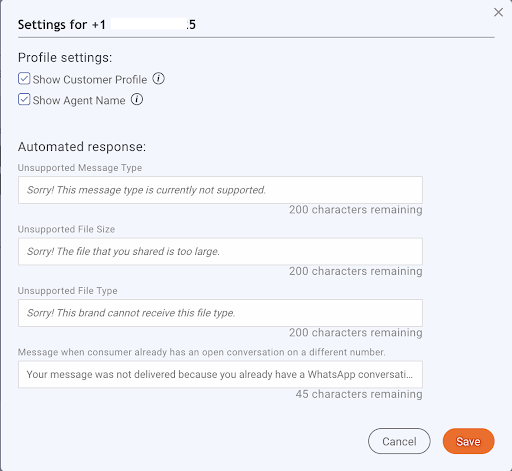 Settings for +1 5
Profile settings:
Show Customer Profile i
Show Agent Name i
Automated response:
Unsupported Message Type
Sorry! This message type is currently not supported.
200 characters remaining
Unsupported File Size
Sorry! The file that you shared is too large.
200 characters remaining
Unsupported File Type
Sorry! This brand cannot receive this file type.
200 characters remaining
Message when consumer already has an open conversation on a different number.
Your message was not delivered because you already have a WhatsApp conversati...
45 characters remaining
Cancel Save